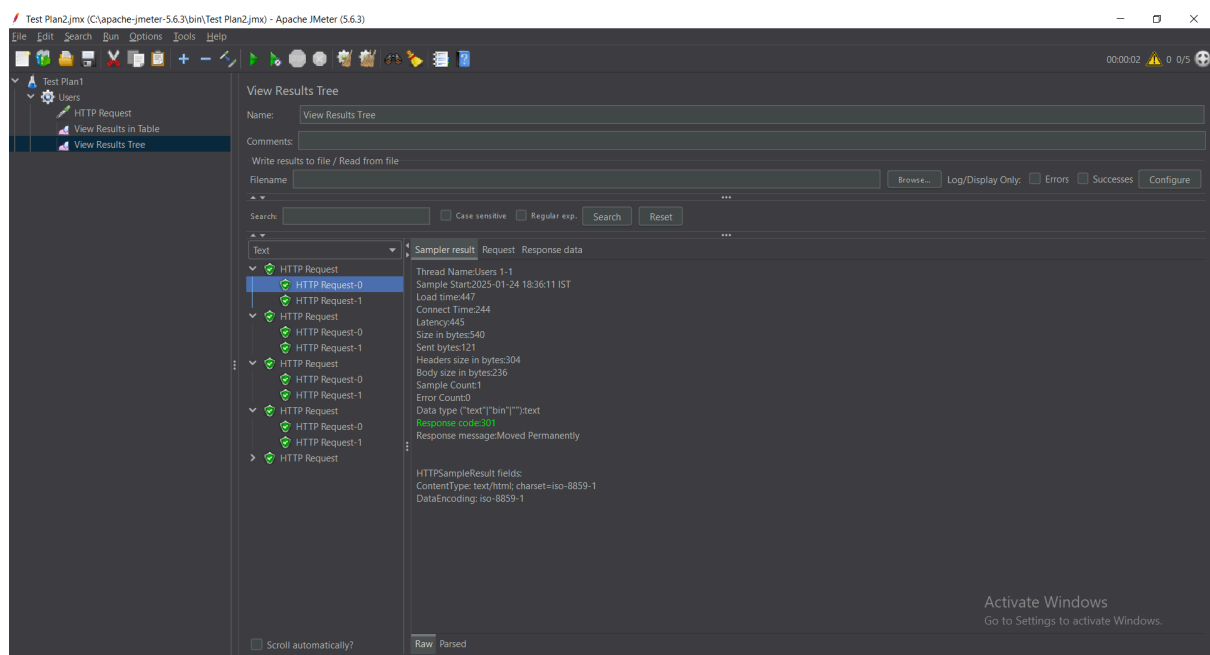 Test Plan2.jmx (C:\apache-jmeter-5.6.3\bin\Test Plan2.jmx) - Apache JMeter (5.6.3)
File Edit Search Run Options Tools Help
00:00:02 0 0/5
Test Plan1
Users
HTTP Request
View Results in Table
View Results Tree
View Results Tree
Name: View Results Tree
Comments:
Write results to file / Read from file
Filename Browse... Log/Display Only: Errors Successes Configure
Search: Case sensitive Regular exp. Search Reset
Text
HTTP Request
HTTP Request-0
HTTP Request-1
HTTP Request
HTTP Request-0
HTTP Request-1
HTTP Request
HTTP Request-0
HTTP Request-1
HTTP Request
HTTP Request-0
HTTP Request-1
HTTP Request
Scroll automatically?
Sampler result Request Response data
Thread Name:Users 1-1
Sample Start:2025-01-24 18:36:11 IST
Load time:447
Connect Time:244
Latency:445
Size in bytes:540
Sent bytes:121
Headers size in bytes:304
Body size in bytes:236
Sample Count:1
Error Count:0
Data type ("text"|"bin"|""):text
Response code:301
Response message:Moved Permanently
HTTPSampleResult fields:
ContentType: text/html; charset=iso-8859-1
DataEncoding: iso-8859-1
Raw Parsed
Activate Windows
Go to Settings to activate Windows.